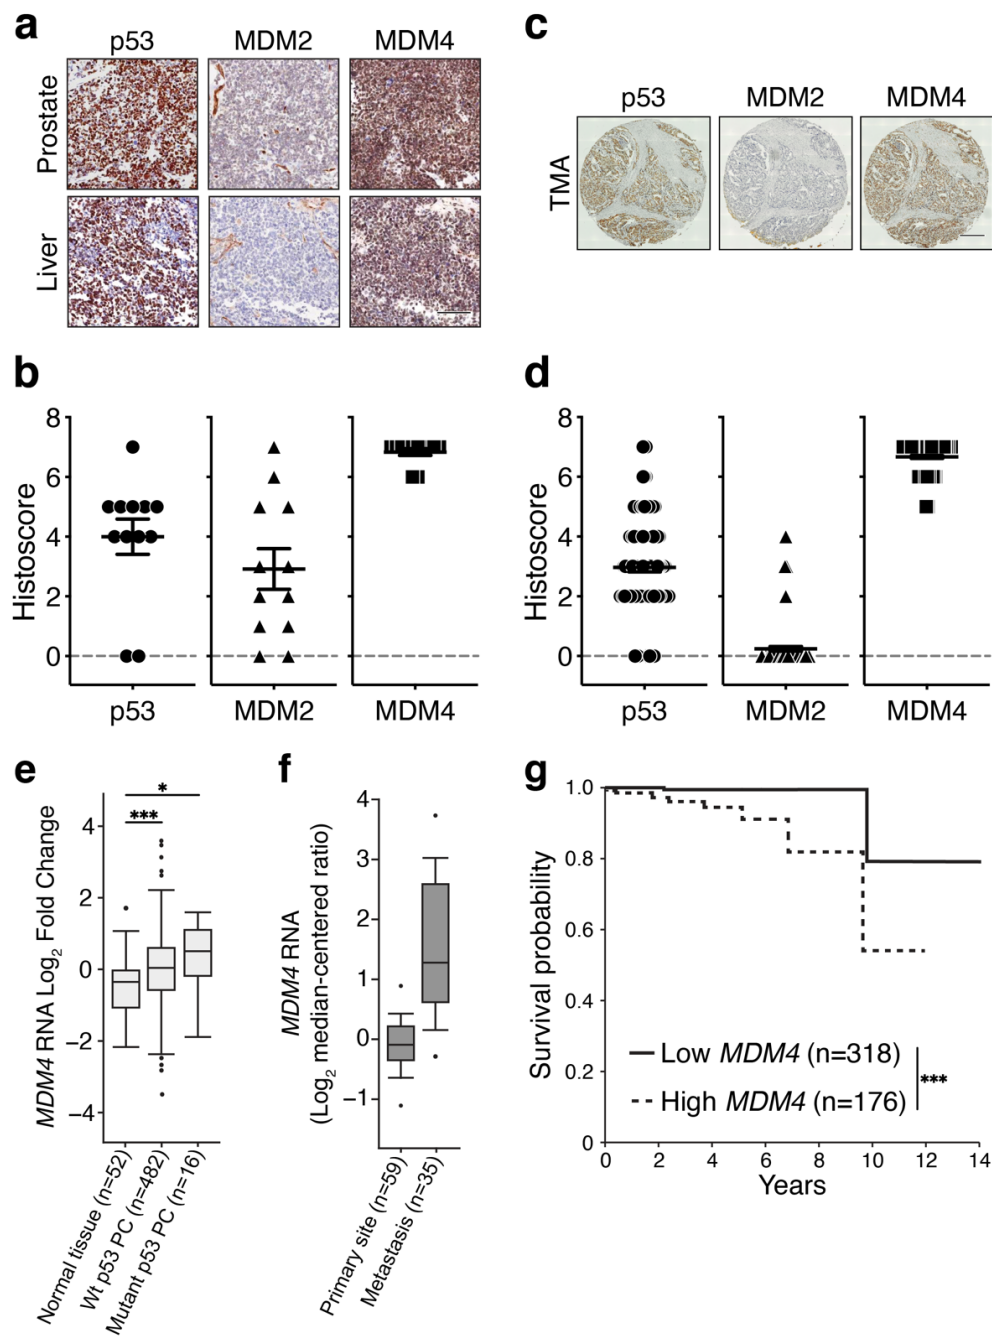 a
p53 MDM2 MDM4
Prostate
Liver
c
p53 MDM2 MDM4
TMA
b
Histoscore
8
6
4
2
0
p53 MDM2 MDM4
d
Histoscore
8
6
4
2
0
p53 MDM2 MDM4
e
MDM4 RNA Log2 Fold Change
4
2
0
−2
−4
*
***
Normal tissue (n=52)
Wt p53 PC (n=482)
Mutant p53 PC (n=16)
f
MDM4 RNA
(Log2 median-centered ratio)
4
3
2
1
0
−1
Primary site (n=59)
Metastasis (n=35)
g
Survival probability
1.0
0.8
0.6
0.4
0.2
0
Low MDM4 (n=318)
High MDM4 (n=176)
***
0 2 4 6 8 10 12 14
Years